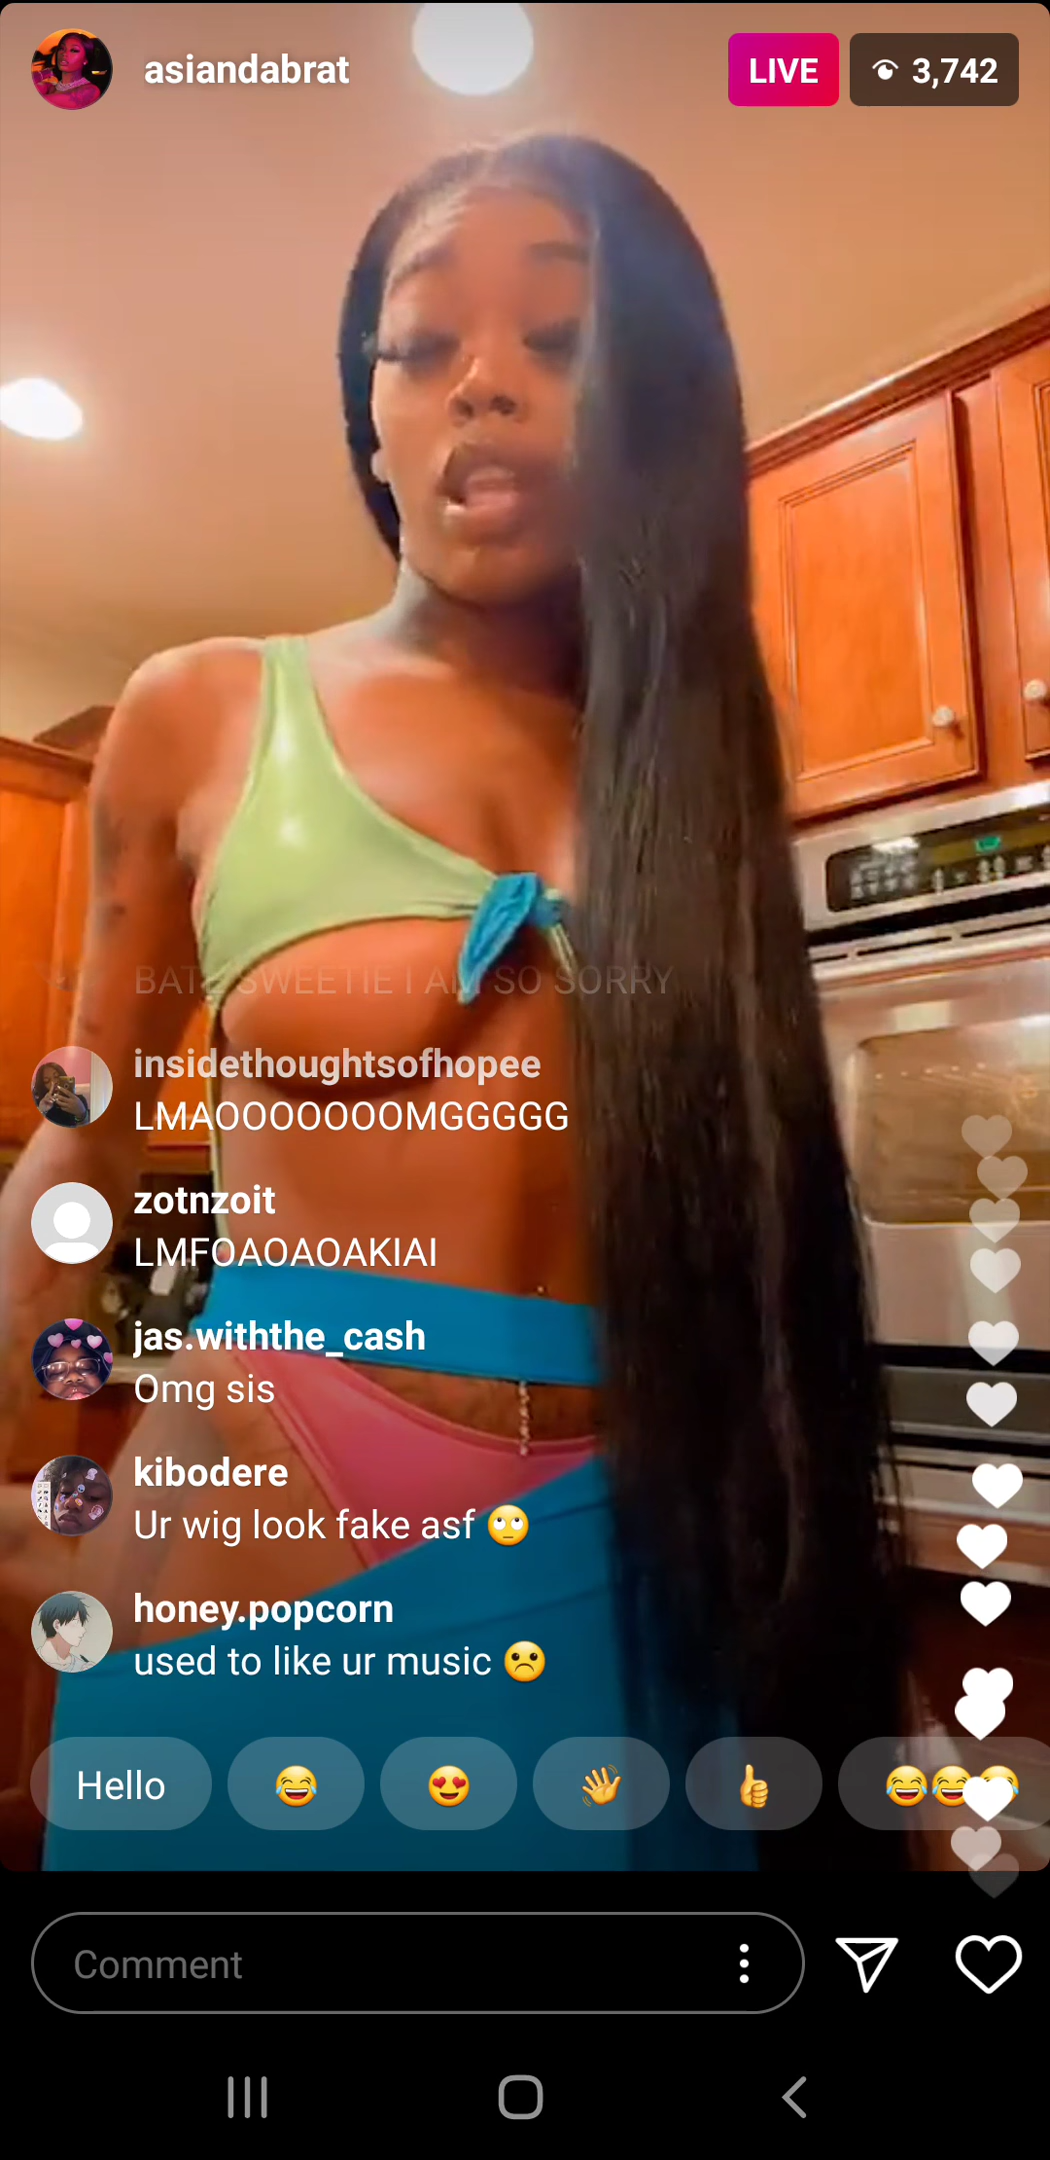 asiandabrat
LIVE
3,742
SWEETIE I AM SO SORRY
insidethoughtsofhopee
LMAOOOOOOOMGGGGG
zotnzoit
LMFOAOAOAKIAI
jas.withthe_cash
Omg sis
kibodere
Ur wig look fake asf 🙄
honey.popcorn
used to like ur music ☹️
Hello 😂 😍 👋 👍 😂😂😂
Comment